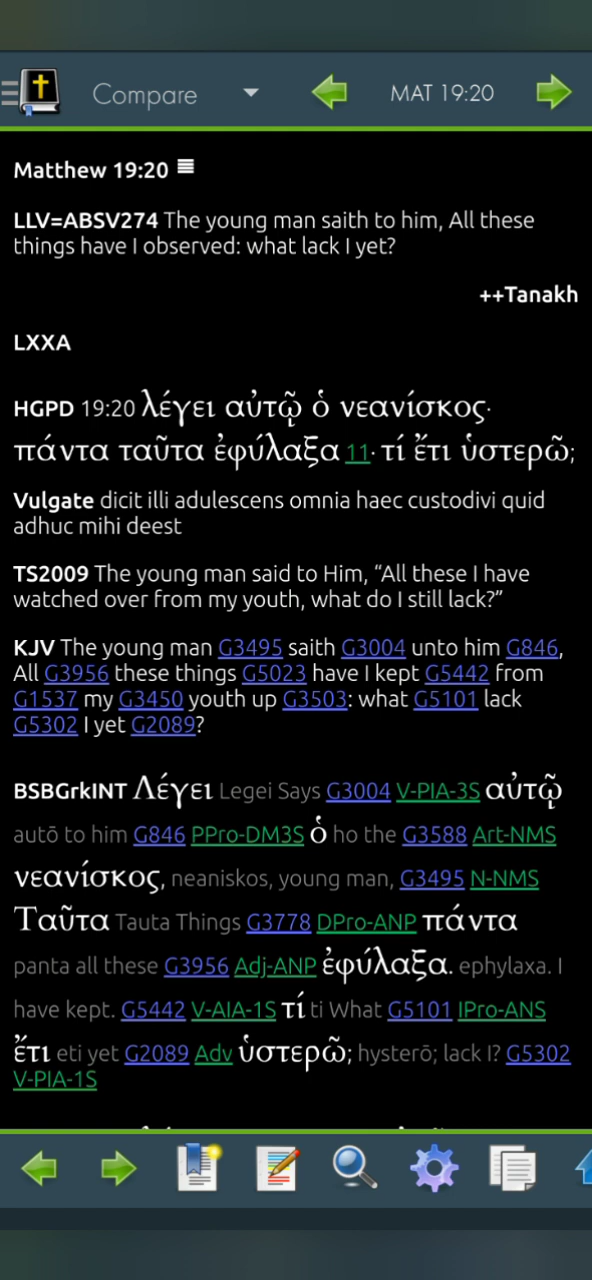 Compare
MAT 19:20
Matthew 19:20
LLV=ABSV274 The young man saith to him, All these
things have I observed: what lack I yet?
++Tanakh
LXXA
HGPD 19:20 λέγει αὐτῷ ὁ νεανίσκος·
πάντα ταῦτα ἐφύλαξα 11· τί ἔτι ὑστερῶ;
Vulgate dicit illi adulescens omnia haec custodivi quid
adhuc mihi deest
TS2009 The young man said to Him, “All these I have
watched over from my youth, what do I still lack?”
KJV The young man G3495 saith G3004 unto him G846,
All G3956 these things G5023 have I kept G5442 from
G1537 my G3450 youth up G3503: what G5101 lack
G5302 I yet G2089?
BSBGrkINT Λέγει Legei Says G3004 V-PIA-3S αὐτῷ
autō to him G846 PPro-DM3S ὁ ho the G3588 Art-NMS
νεανίσκος, neaniskos, young man, G3495 N-NMS
Ταῦτα Tauta Things G3778 DPro-ANP πάντα
panta all these G3956 Adj-ANP ἐφύλαξα. ephylaxa. I
have kept. G5442 V-AIA-1S τί ti What G5101 IPro-ANS
ἔτι eti yet G2089 Adv ὑστερῶ; hysterō; lack I? G5302
V-PIA-1S